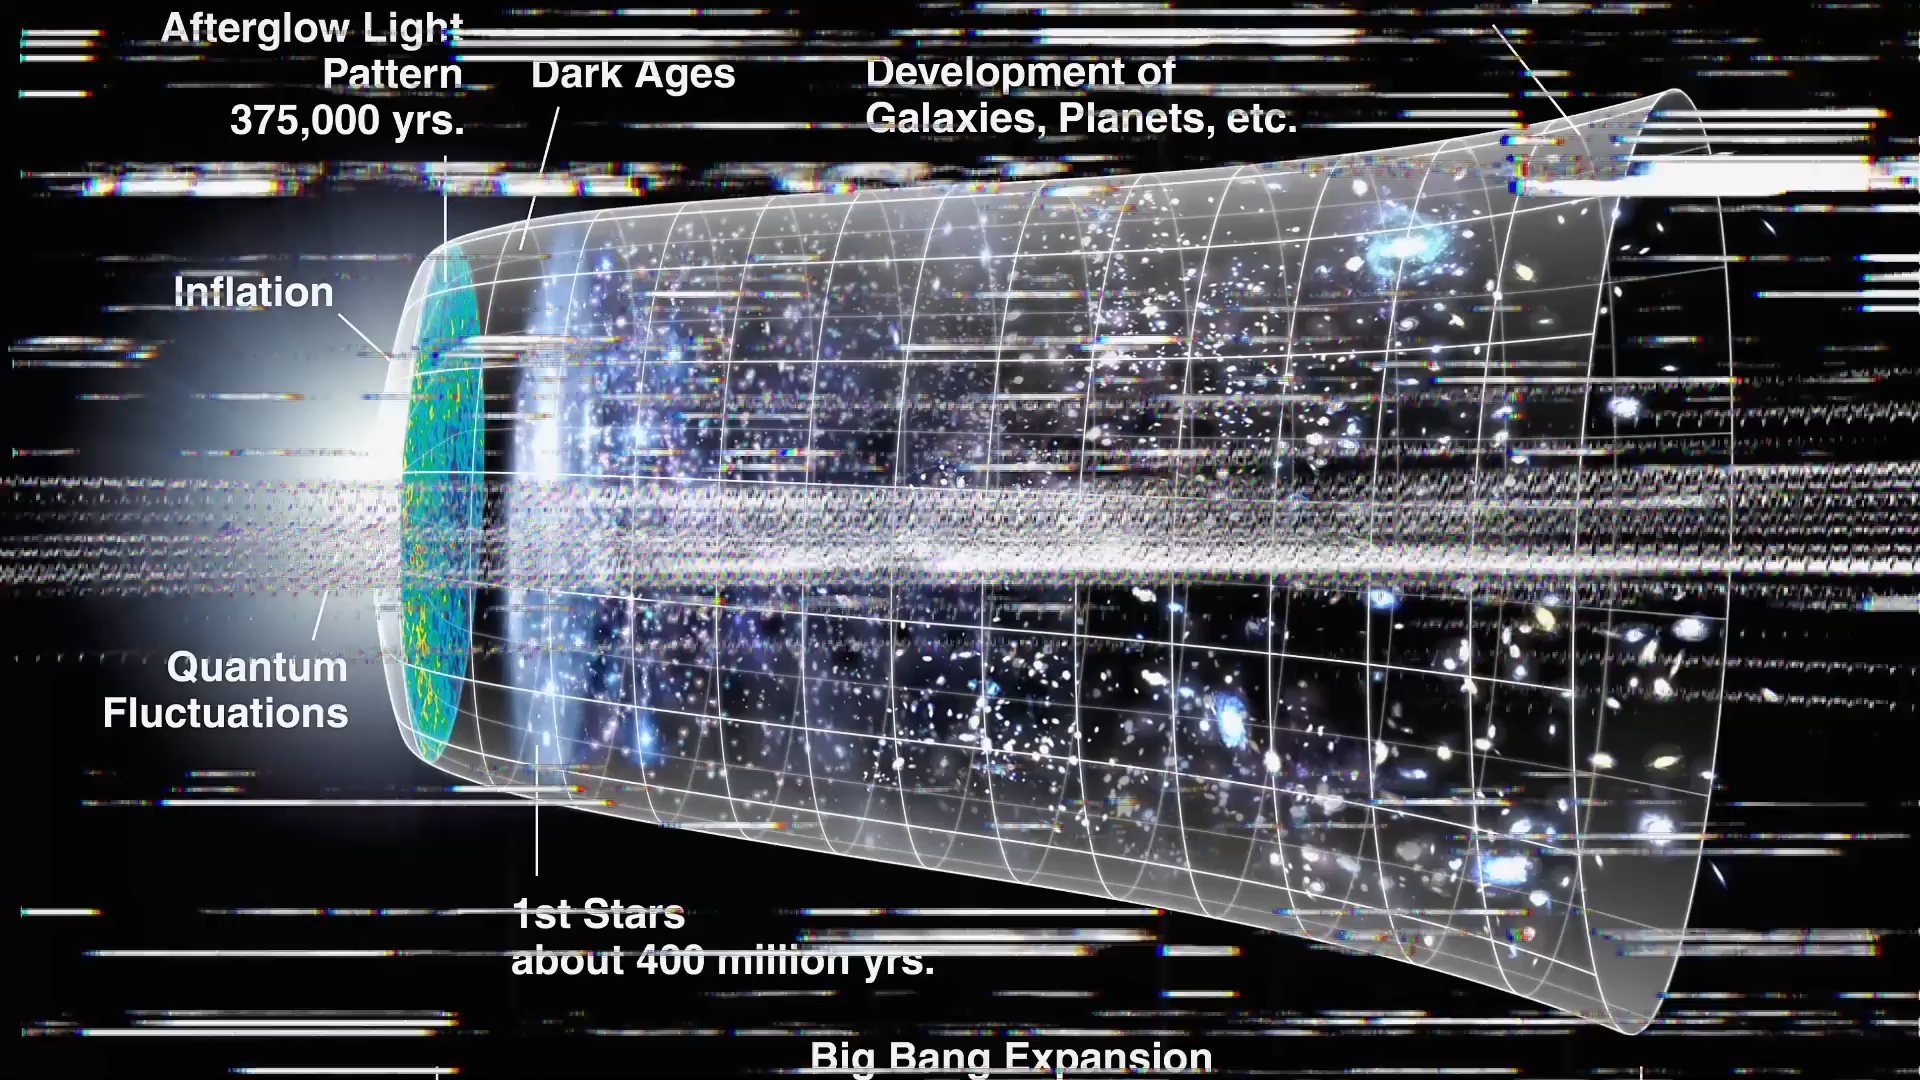 Afterglow Light
Pattern
375,000 yrs.
Dark Ages
Development of
Galaxies, Planets, etc.
Inflation
Quantum
Fluctuations
1st Stars
about 400 million yrs.
Big Bang Expansion